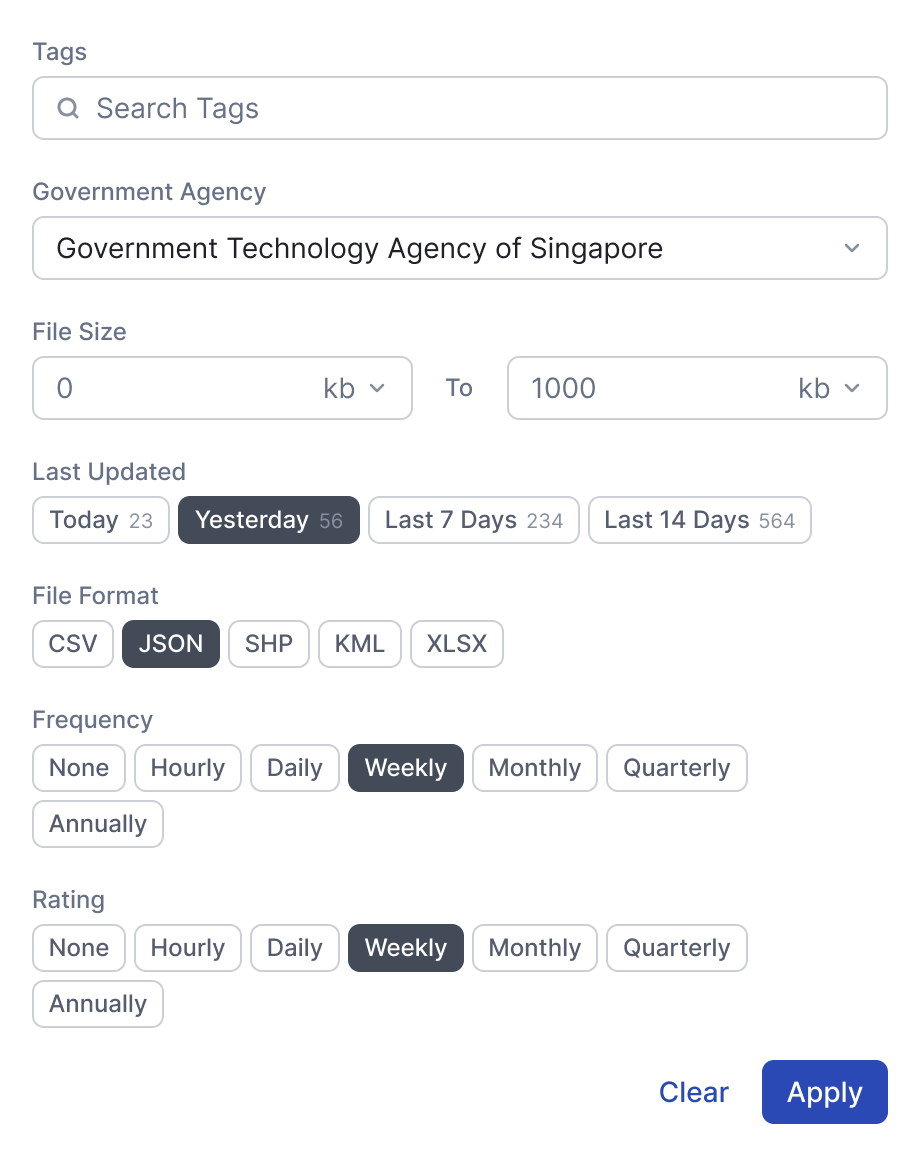 Tags
Search Tags
Government Agency
Government Technology Agency of Singapore
File Size
0 kb To 1000 kb
Last Updated
Today 23 Yesterday 56 Last 7 Days 234 Last 14 Days 564
File Format
CSV JSON SHP KML XLSX
Frequency
None Hourly Daily Weekly Monthly Quarterly
Annually
Rating
None Hourly Daily Weekly Monthly Quarterly
Annually
Clear Apply